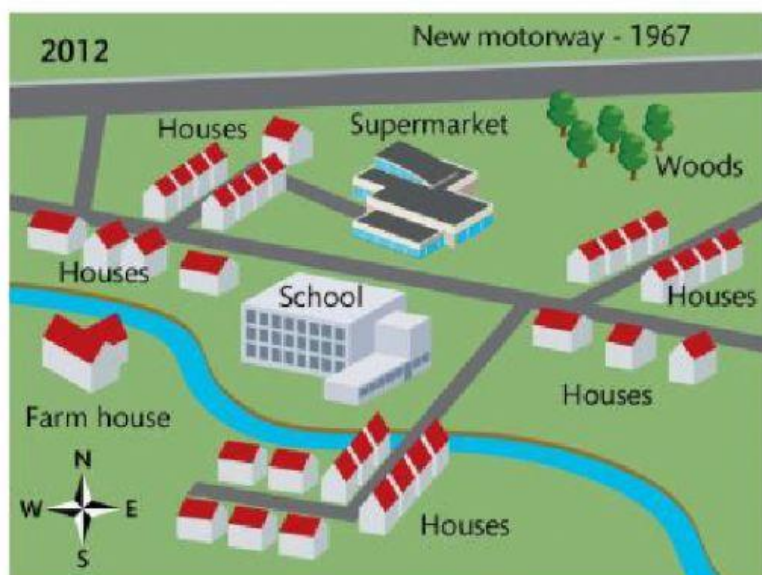 2012
New motorway - 1967
Houses
Supermarket
Woods
Houses
School
Houses
Farm house
Houses
N
W
E
S
Houses